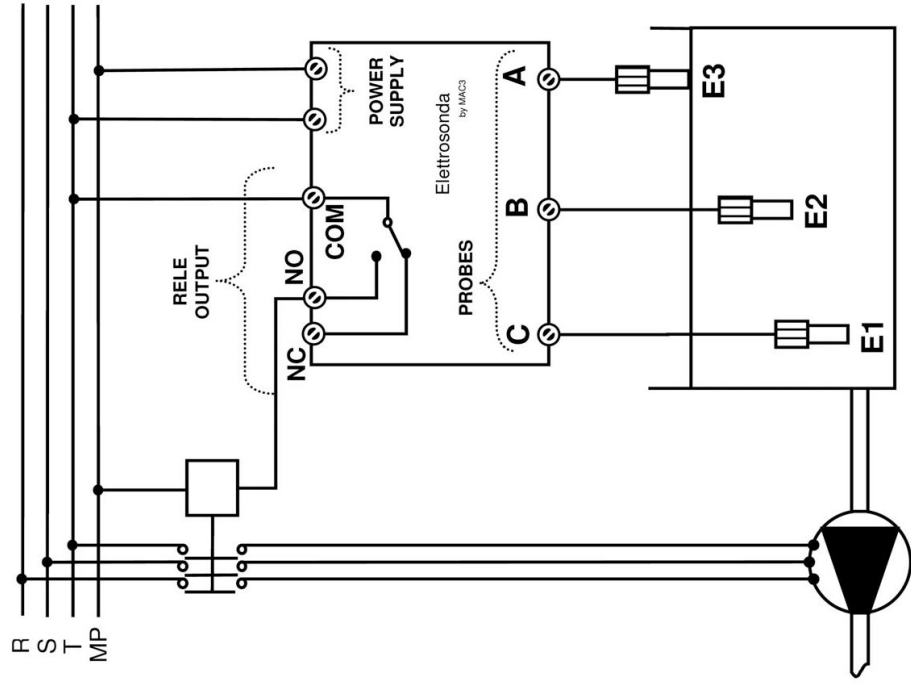 R
S
T
MP
RELE
OUTPUT
POWER
SUPPLY
NC
NO
COM
Elettrosonda
by MAC3
PROBES
C
B
A
E1
E2
E3